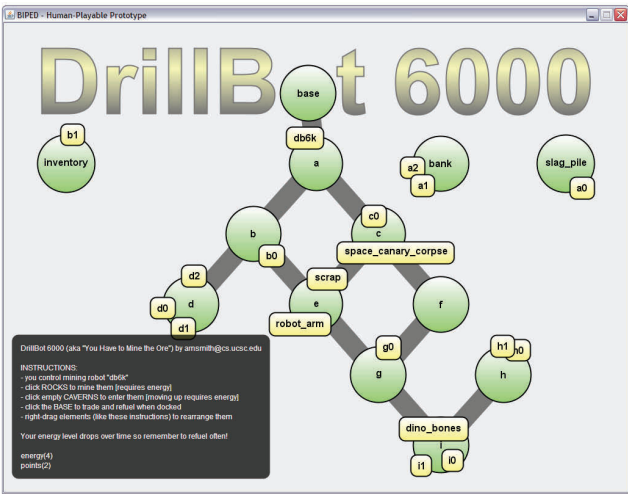 BIPED - Human-Playable Prototype
DrillBot 6000
base
db6k
a
b1
inventory
a2
bank
a1
slag_pile
a0
c0
c
b
b0
space_canary_corpse
d2
scrap
d0
d
d1
e
robot_arm
f
g0
g
h1
h0
h
dino_bones
i1
i0
DrillBot 6000 (aka "You Have to Mine the Ore") by amsmith@cs.ucsc.edu
INSTRUCTIONS:
- you control mining robot "db6k"
- click ROCKS to mine them [requires energy]
- click empty CAVERNS to enter them [moving up requires energy]
- click the BASE to trade and refuel when docked
- right-drag elements (like these instructions) to rearrange them
Your energy level drops over time so remember to refuel often!
energy(4)
points(2)